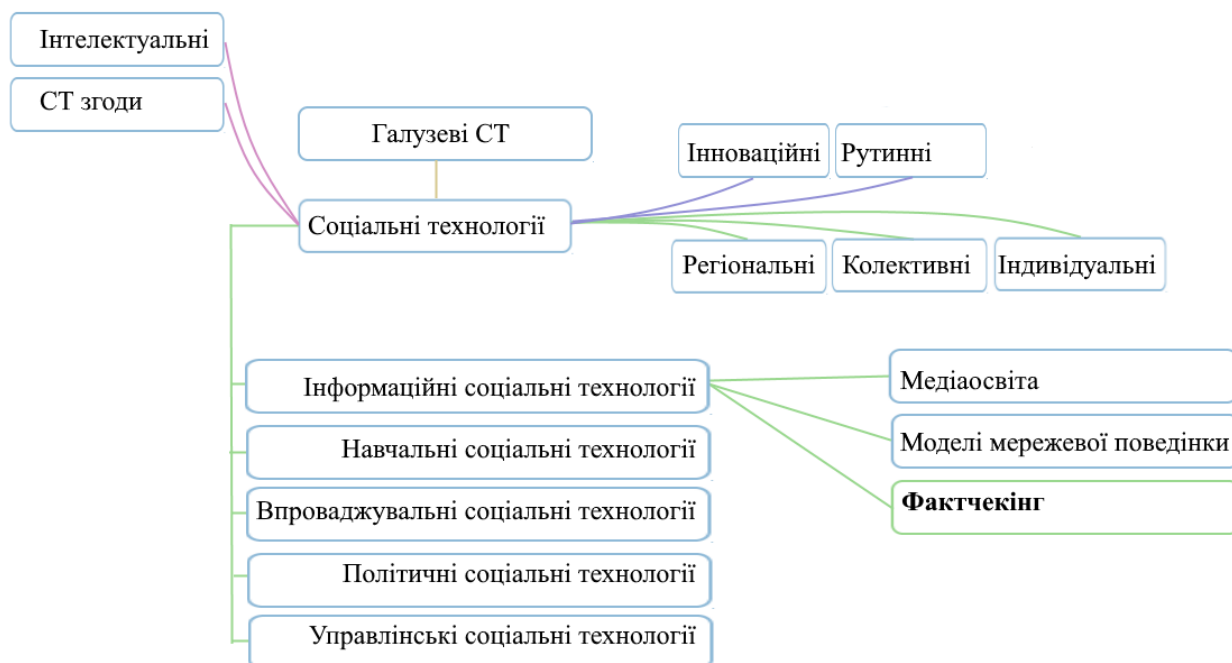 Інтелектуальні
СТ згоди
Галузеві СТ
Інноваційні
Рутинні
Соціальні технології
Регіональні
Колективні
Індивідуальні
Інформаційні соціальні технології
Медіаосвіта
Навчальні соціальні технології
Моделі мережевої поведінки
Впроваджувальні соціальні технології
Фактчекінг
Політичні соціальні технології
Управлінські соціальні технології